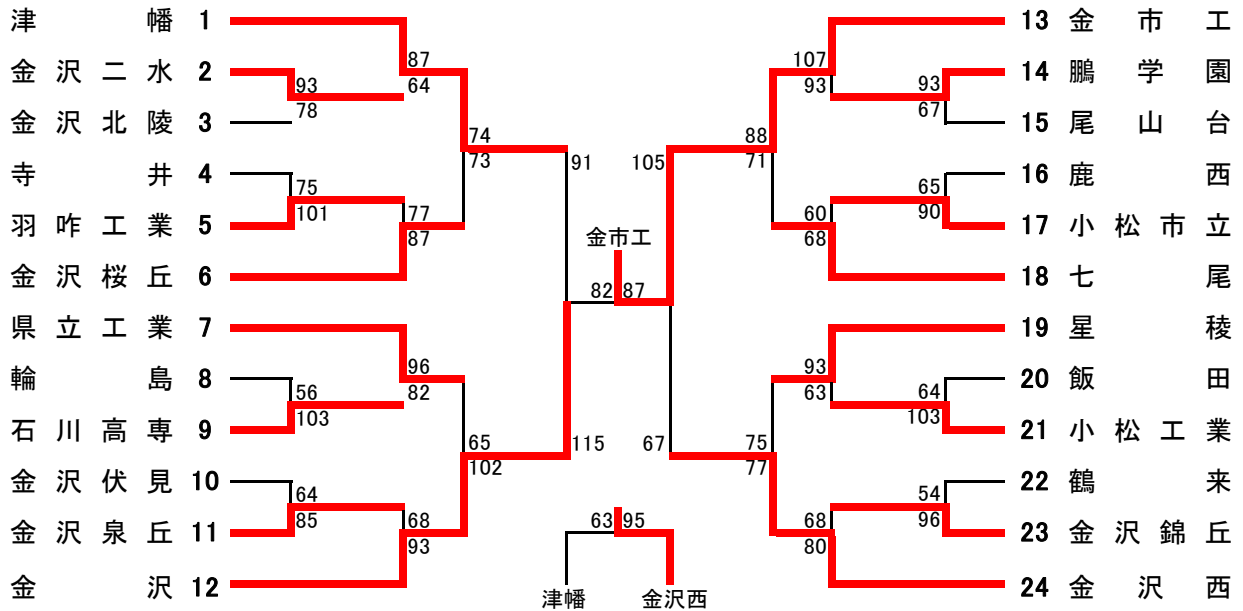 津幡 1
金沢二水 2
金沢北陵 3
寺井 4
羽咋工業 5
金沢桜丘 6
県立工業 7
輪島 8
石川高専 9
金沢伏見 10
金沢泉丘 11
金沢 12
93
78
75
101
56
103
64
85
87
64
77
87
96
82
68
93
74
73
65
102
91
115
金市工
82 87
63 95
津幡 金沢西
105
67
88
71
75
77
107
93
60
68
93
63
68
80
93
67
65
90
64
103
54
96
13 金市工
14 鵬学園
15 尾山台
16 鹿西
17 小松市立
18 七尾
19 星稜
20 飯田
21 小松工業
22 鶴来
23 金沢錦丘
24 金沢西